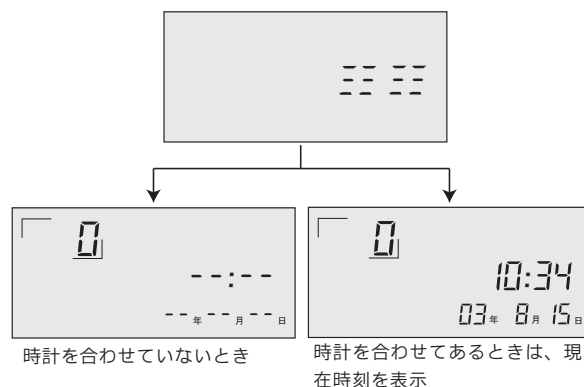 0
--:--
--年--月--日
時計を合わせていないとき
0
10:34
03年 8月 15日
時計を合わせてあるときは、現
在時刻を表示